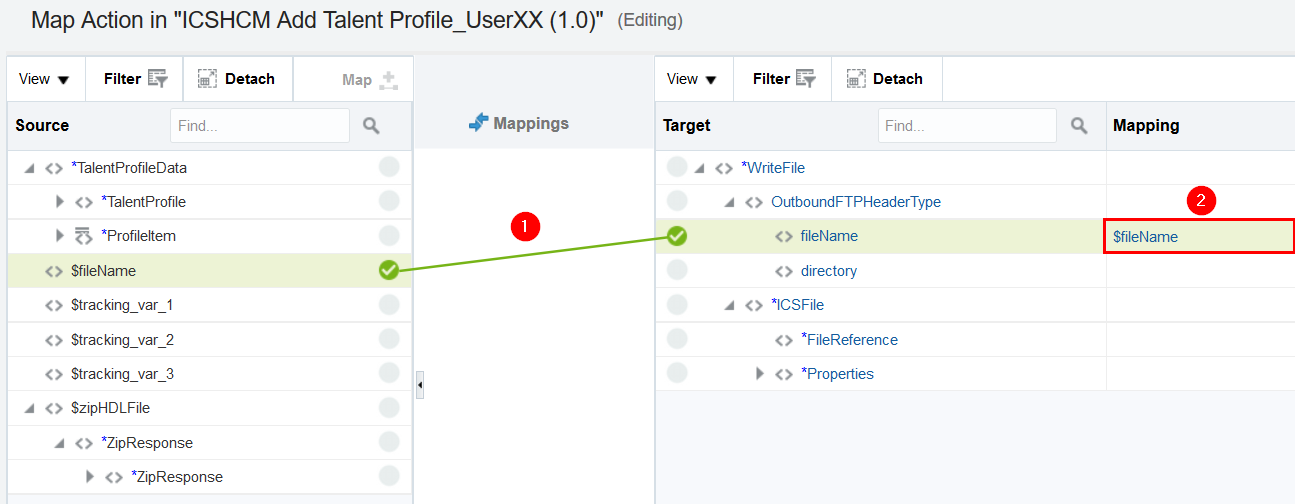 Map Action in "ICSHCM Add Talent Profile_UserXX (1.0)" (Editing)
View Filter Detach Map
Source Find...
*TalentProfileData
*TalentProfile
*ProfileItem
$fileName
$tracking_var_1
$tracking_var_2
$tracking_var_3
$zipHDLFile
*ZipResponse
*ZipResponse
Mappings
1
View Filter Detach
Target Find... Mapping
*WriteFile
OutboundFTPHeaderType
2
fileName $fileName
directory
*ICSFile
*FileReference
*Properties